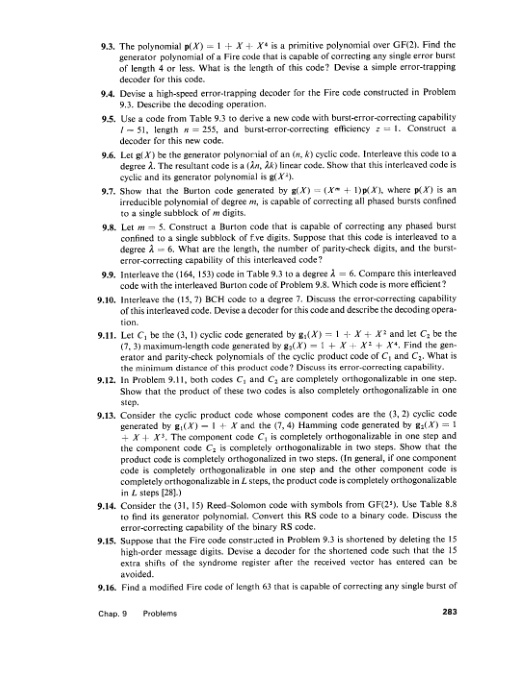 9.3. The polynomial p(X) = 1 + X + X⁴ is a primitive polynomial over GF(2). Find the
generator polynomial of a Fire code that is capable of correcting any single error burst
of length 4 or less. What is the length of this code? Devise a simple error-trapping
decoder for this code.
9.4. Devise a high-speed error-trapping decoder for the Fire code constructed in Problem
9.3. Describe the decoding operation.
9.5. Use a code from Table 9.3 to derive a new code with burst-error-correcting capability
l = 51, length n = 255, and burst-error-correcting efficiency z = 1. Construct a
decoder for this new code.
9.6. Let g(X) be the generator polynomial of an (n, k) cyclic code. Interleave this code to a
degree λ. The resultant code is a (λn, λk) linear code. Show that this interleaved code is
cyclic and its generator polynomial is g(X^λ).
9.7. Show that the Burton code generated by g(X) = (Xᵐ + 1)p(X), where p(X) is an
irreducible polynomial of degree m, is capable of correcting all phased bursts confined
to a single subblock of m digits.
9.8. Let m = 5. Construct a Burton code that is capable of correcting any phased burst
confined to a single subblock of five digits. Suppose that this code is interleaved to a
degree λ = 6. What are the length, the number of parity-check digits, and the burst-
error-correcting capability of this interleaved code?
9.9. Interleave the (164, 153) code in Table 9.3 to a degree λ = 6. Compare this interleaved
code with the interleaved Burton code of Problem 9.8. Which code is more efficient?
9.10. Interleave the (15, 7) BCH code to a degree 7. Discuss the error-correcting capability
of this interleaved code. Devise a decoder for this code and describe the decoding opera-
tion.
9.11. Let C₁ be the (3, 1) cyclic code generated by g₁(X) = 1 + X + X² and let C₂ be the
(7, 3) maximum-length code generated by g₂(X) = 1 + X + X² + X⁴. Find the gen-
erator and parity-check polynomials of the cyclic product code of C₁ and C₂. What is
the minimum distance of this product code? Discuss its error-correcting capability.
9.12. In Problem 9.11, both codes C₁ and C₂ are completely orthogonalizable in one step.
Show that the product of these two codes is also completely orthogonalizable in one
step.
9.13. Consider the cyclic product code whose component codes are the (3, 2) cyclic code
generated by g₁(X) = 1 + X and the (7, 4) Hamming code generated by g₂(X) = 1
+ X + X³. The component code C₁ is completely orthogonalizable in one step and
the component code C₂ is completely orthogonalizable in two steps. Show that the
product code is completely orthogonalized in two steps. (In general, if one component
code is completely orthogonalizable in one step and the other component code is
completely orthogonalizable in L steps, the product code is completely orthogonalizable
in L steps [28].)
9.14. Consider the (31, 15) Reed–Solomon code with symbols from GF(2⁵). Use Table 8.8
to find its generator polynomial. Convert this RS code to a binary code. Discuss the
error-correcting capability of the binary RS code.
9.15. Suppose that the Fire code constructed in Problem 9.3 is shortened by deleting the 15
high-order message digits. Devise a decoder for the shortened code such that the 15
extra shifts of the syndrome register after the received vector has entered can be
avoided.
9.16. Find a modified Fire code of length 63 that is capable of correcting any single burst of
Chap. 9 Problems 283